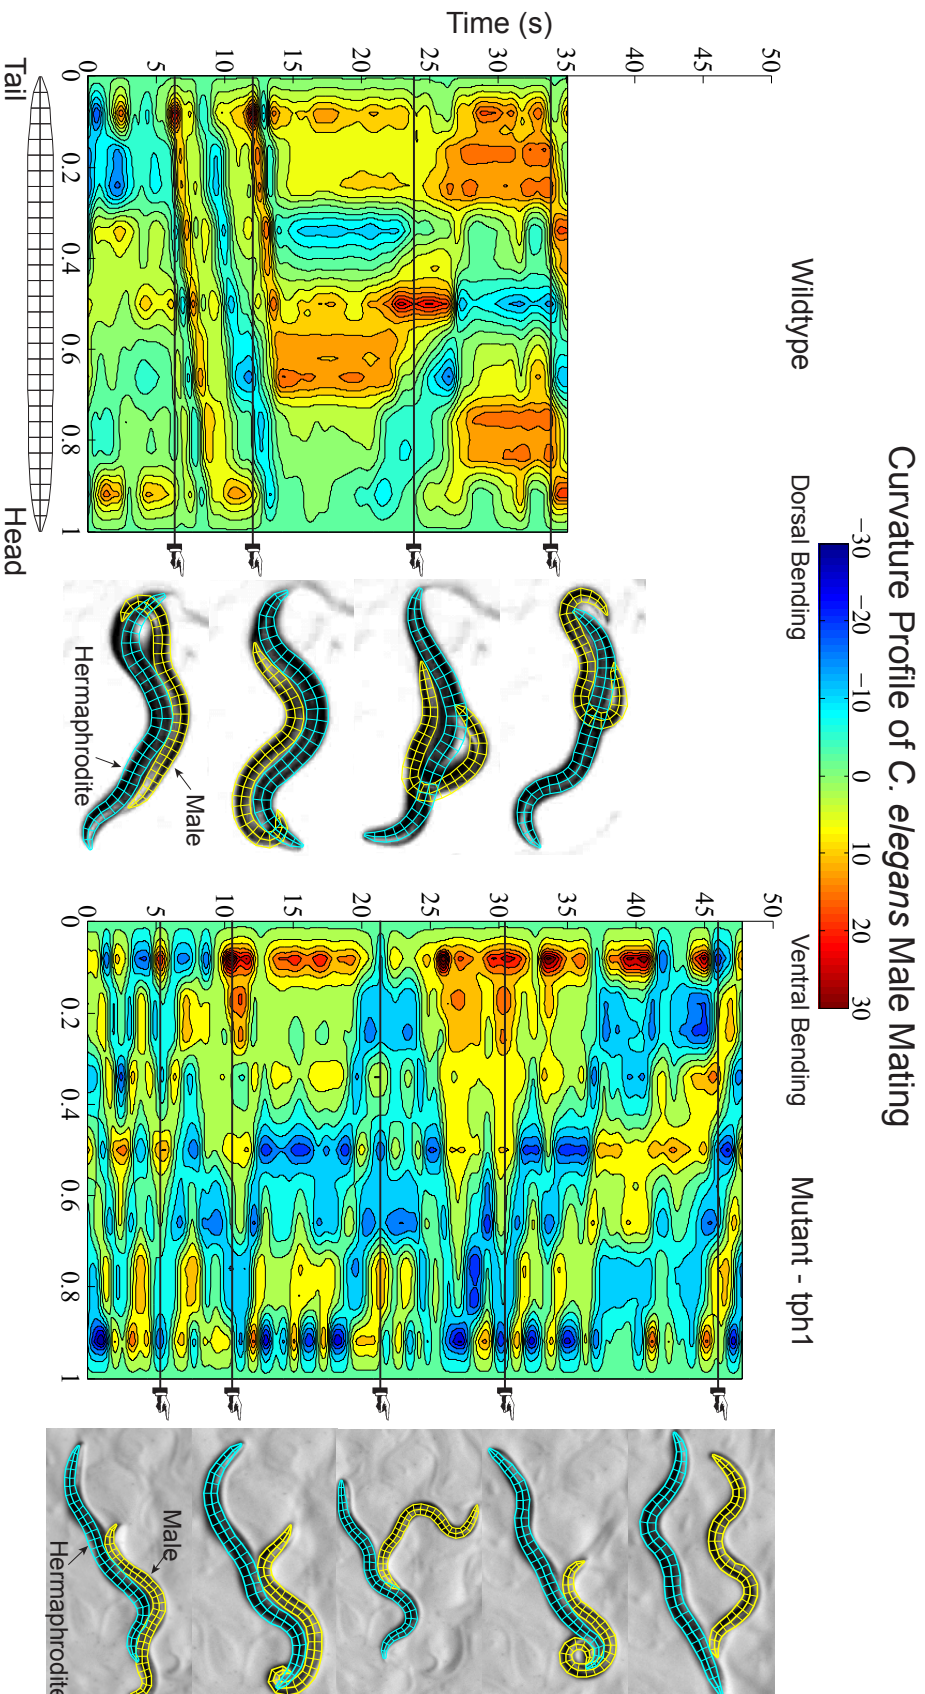 Curvature Profile of C. elegans Male Mating
−30 −20 −10 0 10 20 30
Dorsal Bending
Ventral Bending
Wildtype
Mutant - tph1
Time (s)
0 5 10 15 20 25 30 35 40 45 50
0 0.2 0.4 0.6 0.8 1
Tail
Head
Male
Hermaphrodite
0 5 10 15 20 25 30 35 40 45 50
0 0.2 0.4 0.6 0.8 1
Male
Hermaphrodite